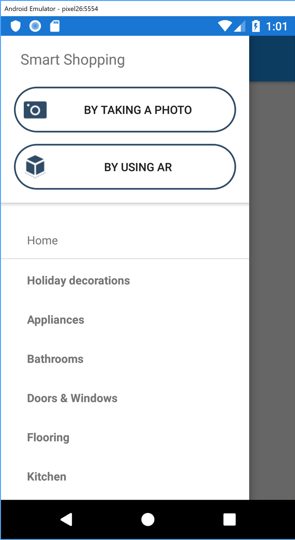 Android Emulator - pixel26:5554
1:01
Smart Shopping
BY TAKING A PHOTO
BY USING AR
Home
Holiday decorations
Appliances
Bathrooms
Doors & Windows
Flooring
Kitchen